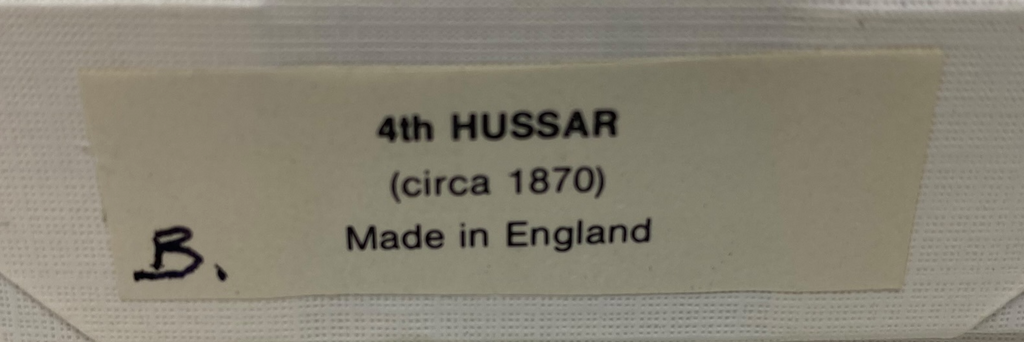 4th HUSSAR
(circa 1870)
Made in England
B.